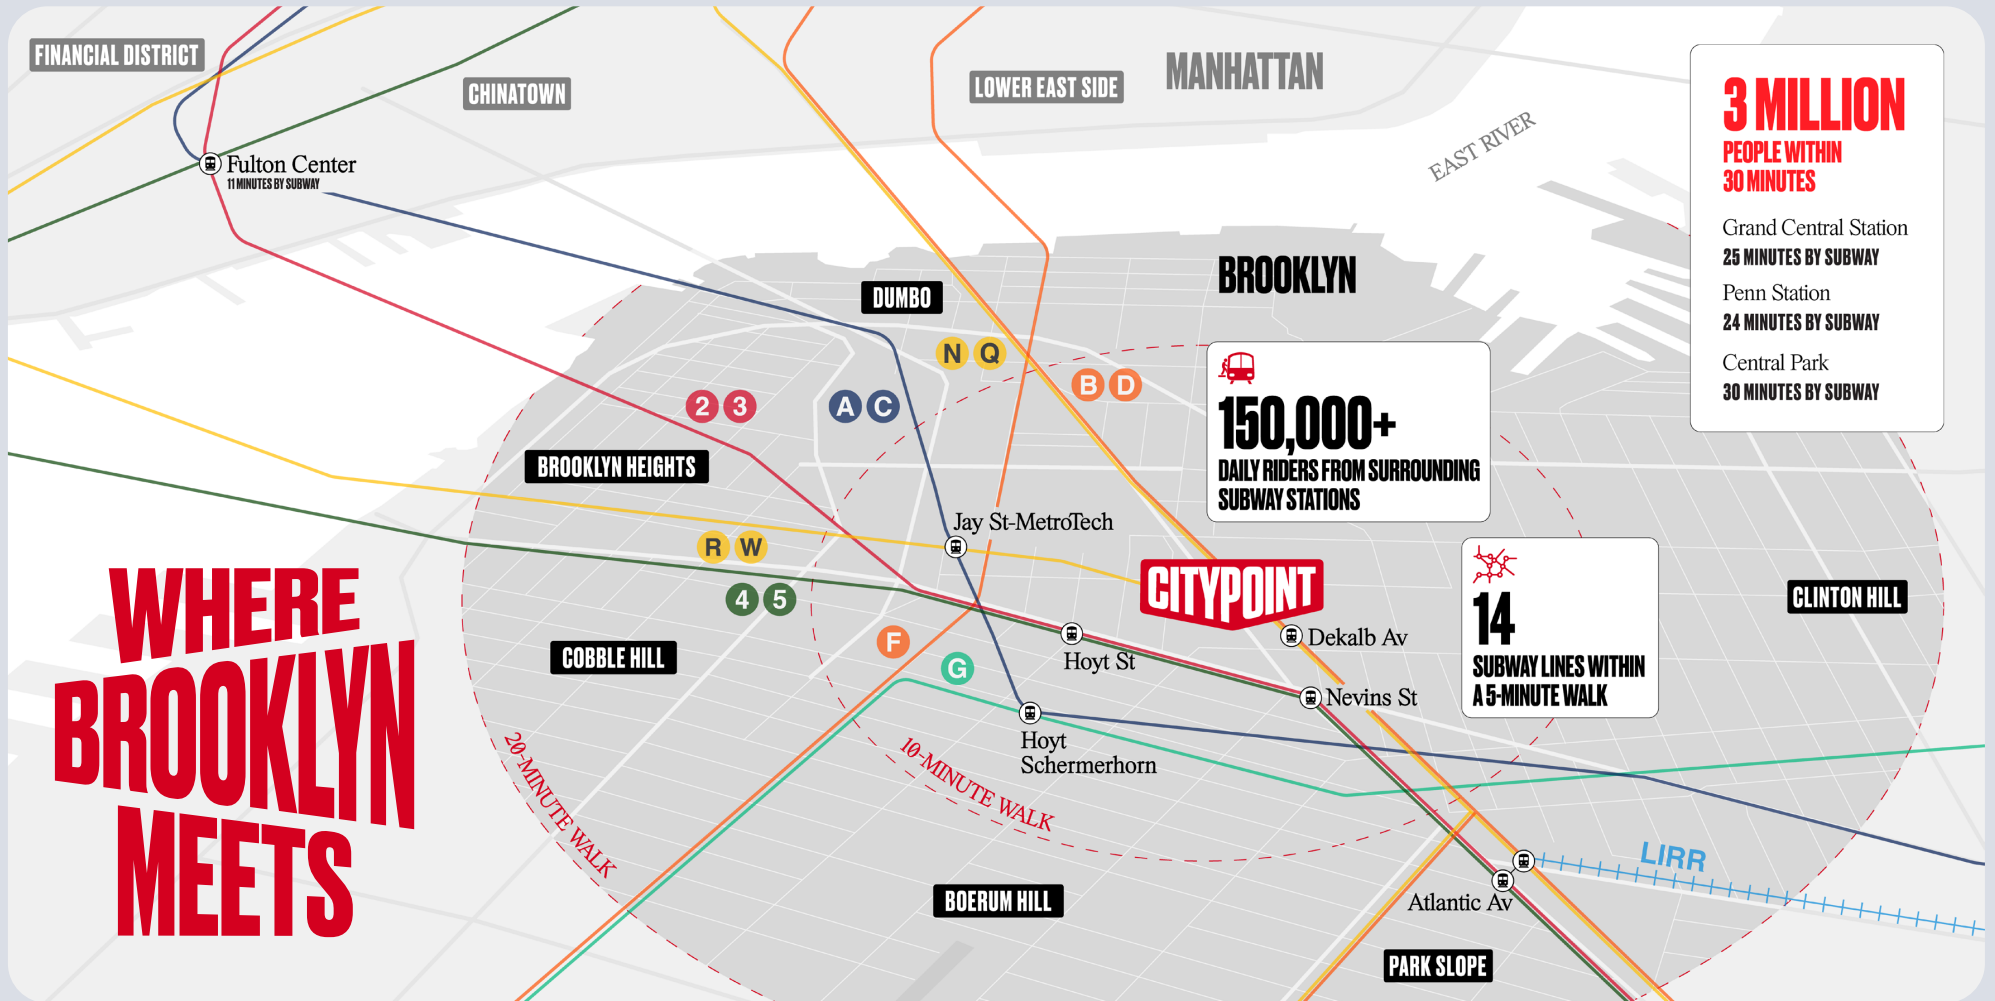 FINANCIAL DISTRICT
CHINATOWN
LOWER EAST SIDE
MANHATTAN
EAST RIVER
3 MILLION
PEOPLE WITHIN
30 MINUTES
Grand Central Station
25 MINUTES BY SUBWAY
Penn Station
24 MINUTES BY SUBWAY
Central Park
30 MINUTES BY SUBWAY
Fulton Center
11 MINUTES BY SUBWAY
DUMBO
BROOKLYN
N Q
B D
2 3
A C
150,000+
DAILY RIDERS FROM SURROUNDING
SUBWAY STATIONS
BROOKLYN HEIGHTS
Jay St-MetroTech
R W
4 5
CITYPOINT
14
SUBWAY LINES WITHIN
A 5-MINUTE WALK
CLINTON HILL
WHERE
BROOKLYN
MEETS
COBBLE HILL
F
G
Hoyt St
Dekalb Av
Nevins St
Hoyt
Schermerhorn
20-MINUTE WALK
10-MINUTE WALK
LIRR
Atlantic Av
BOERUM HILL
PARK SLOPE